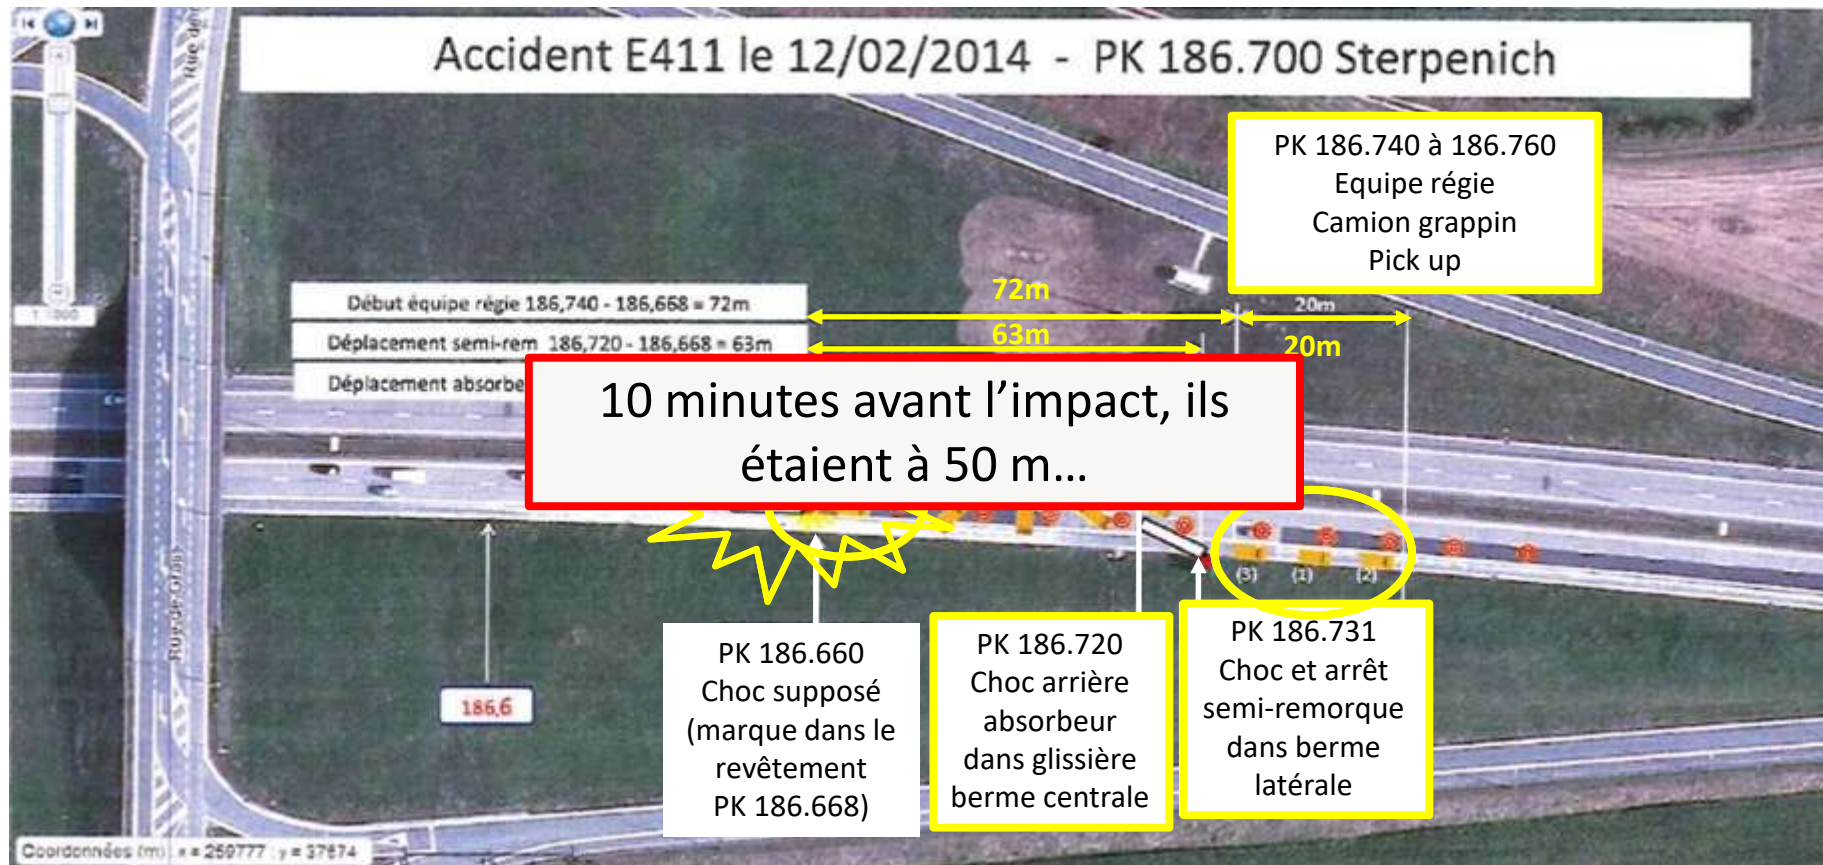 Accident E411 le 12/02/2014 - PK 186.700 Sterpenich
PK 186.740 à 186.760
Equipe régie
Camion grappin
Pick up
Début équipe régie 186,740 - 186,668 = 72m
72m
20m
Déplacement semi-rem 186,720 - 186,668 = 63m
63m
20m
Déplacement absorbe
10 minutes avant l’impact, ils
étaient à 50 m…
(3) (1) (2)
186,6
PK 186.660
Choc supposé
(marque dans le
revêtement
PK 186.668)
PK 186.720
Choc arrière
absorbeur
dans glissière
berme centrale
PK 186.731
Choc et arrêt
semi-remorque
dans berme
latérale
Coordonnées (m) : x = 259777 : y = 37674